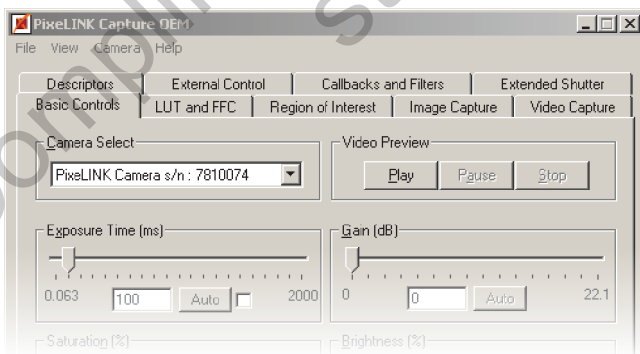 PixeLINK Capture OEM
File View Camera Help
Descriptors External Control Callbacks and Filters Extended Shutter
Basic Controls LUT and FFC Region of Interest Image Capture Video Capture
Camera Select Video Preview
PixeLINK Camera s/n : 7810074 Play Pause Stop
Exposure Time (ms) Gain (dB)
0.063 100 Auto 2000 0 0 Auto 22.1
Saturation (%) Brightness (%)